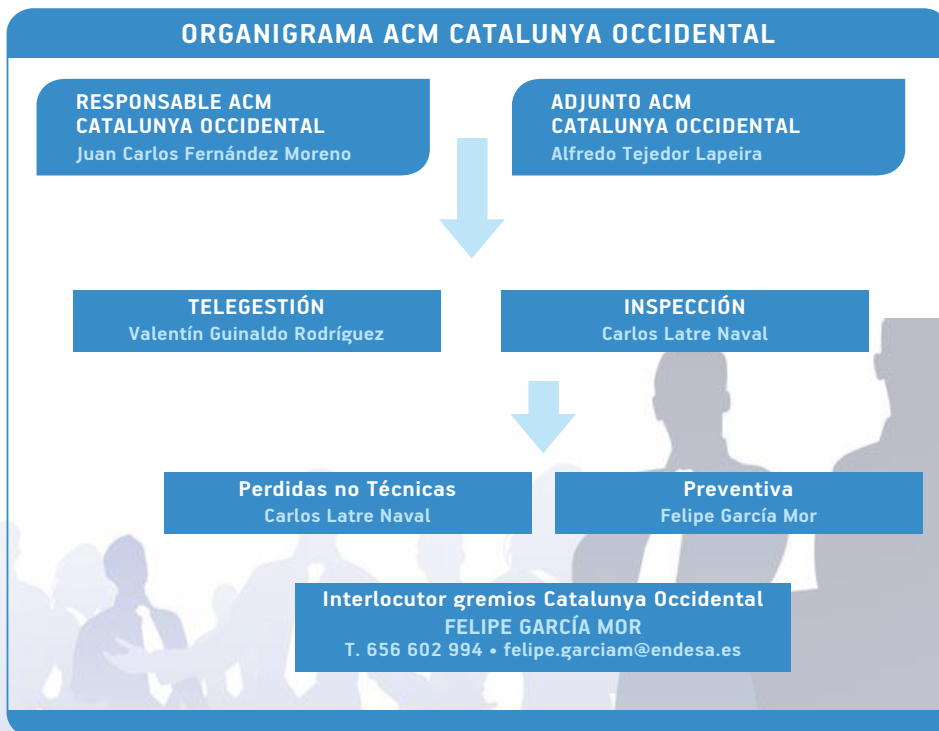 ORGANIGRAMA ACM CATALUNYA OCCIDENTAL
RESPONSABLE ACM
CATALUNYA OCCIDENTAL
Juan Carlos Fernández Moreno
ADJUNTO ACM
CATALUNYA OCCIDENTAL
Alfredo Tejedor Lapeira
TELEGESTIÓN
Valentín Guinaldo Rodríguez
INSPECCIÓN
Carlos Latre Naval
Perdidas no Técnicas
Carlos Latre Naval
Preventiva
Felipe García Mor
Interlocutor gremios Catalunya Occidental
FELIPE GARCÍA MOR
T. 656 602 994 • felipe.garciam@endesa.es